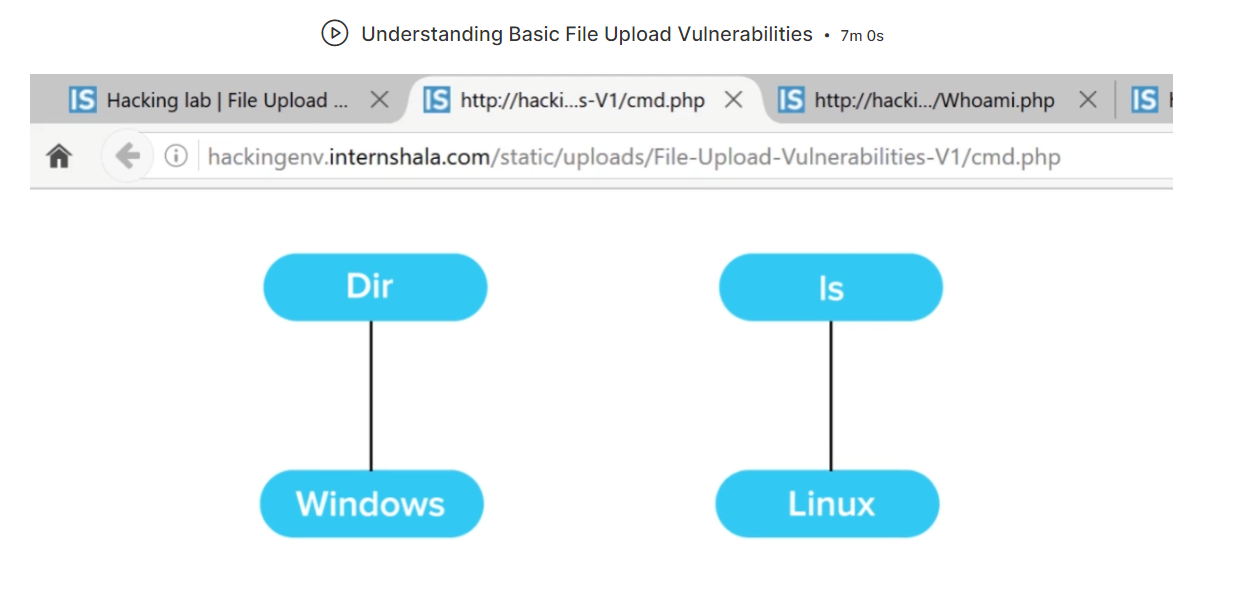 Understanding Basic File Upload Vulnerabilities • 7m 0s
IS Hacking lab | File Upload ... IS http://hacki...s-V1/cmd.php IS http://hacki.../Whoami.php IS
hackingenv.internshala.com/static/uploads/File-Upload-Vulnerabilities-V1/cmd.php
Dir ls
Windows Linux